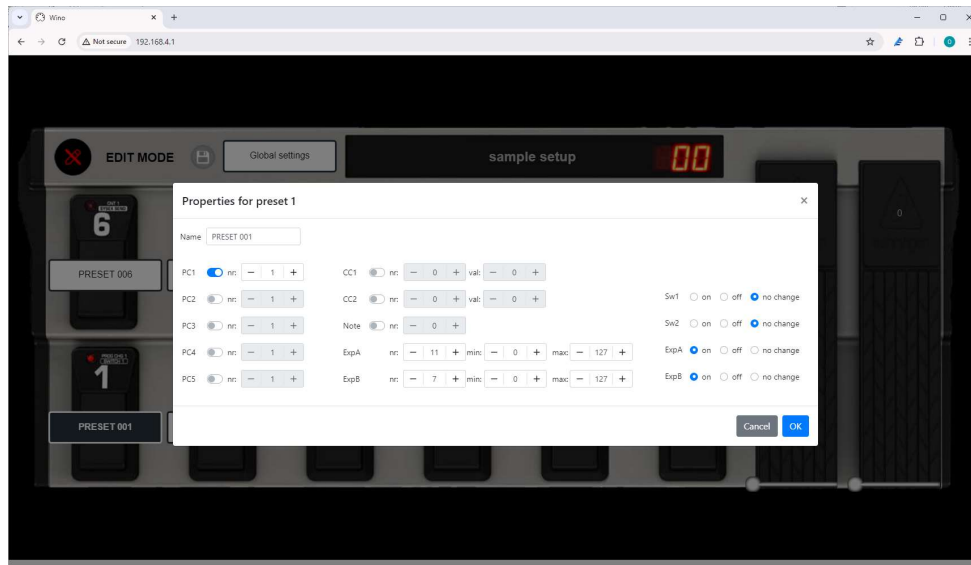 Wino
Not secure 192.168.4.1
EDIT MODE
Global settings
sample setup
00
6
0
PRESET 006
1
PRESET 001
Properties for preset 1
Name PRESET 001
PC1 nr: − 1 + CC1 nr: − 0 + val: − 0 +
PC2 nr: − 1 + CC2 nr: − 0 + val: − 0 + Sw1 on off no change
PC3 nr: − 1 + Note nr: − 0 + Sw2 on off no change
PC4 nr: − 1 + ExpA nr: − 11 + min: − 0 + max: − 127 + ExpA on off no change
PC5 nr: − 1 + ExpB nr: − 7 + min: − 0 + max: − 127 + ExpB on off no change
Cancel OK